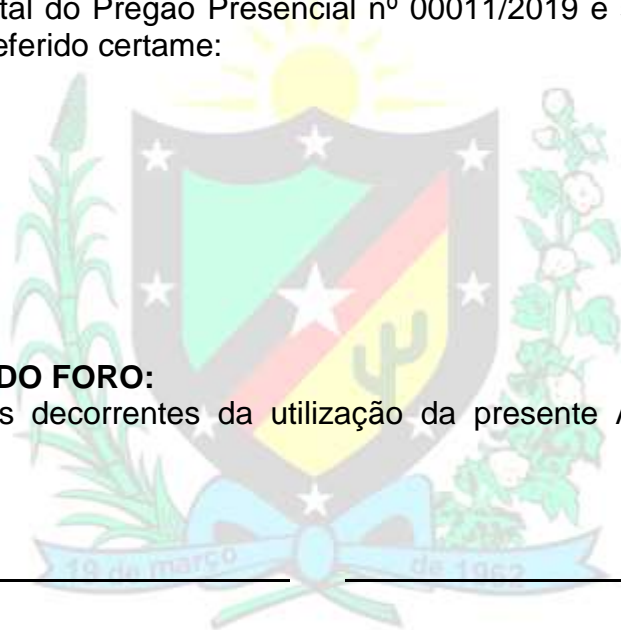 tal do Pregão Presencial nº 00011/2019 e
eferido certame:
DO FORO:
s decorrentes da utilização da presente A
19 de março de 1962